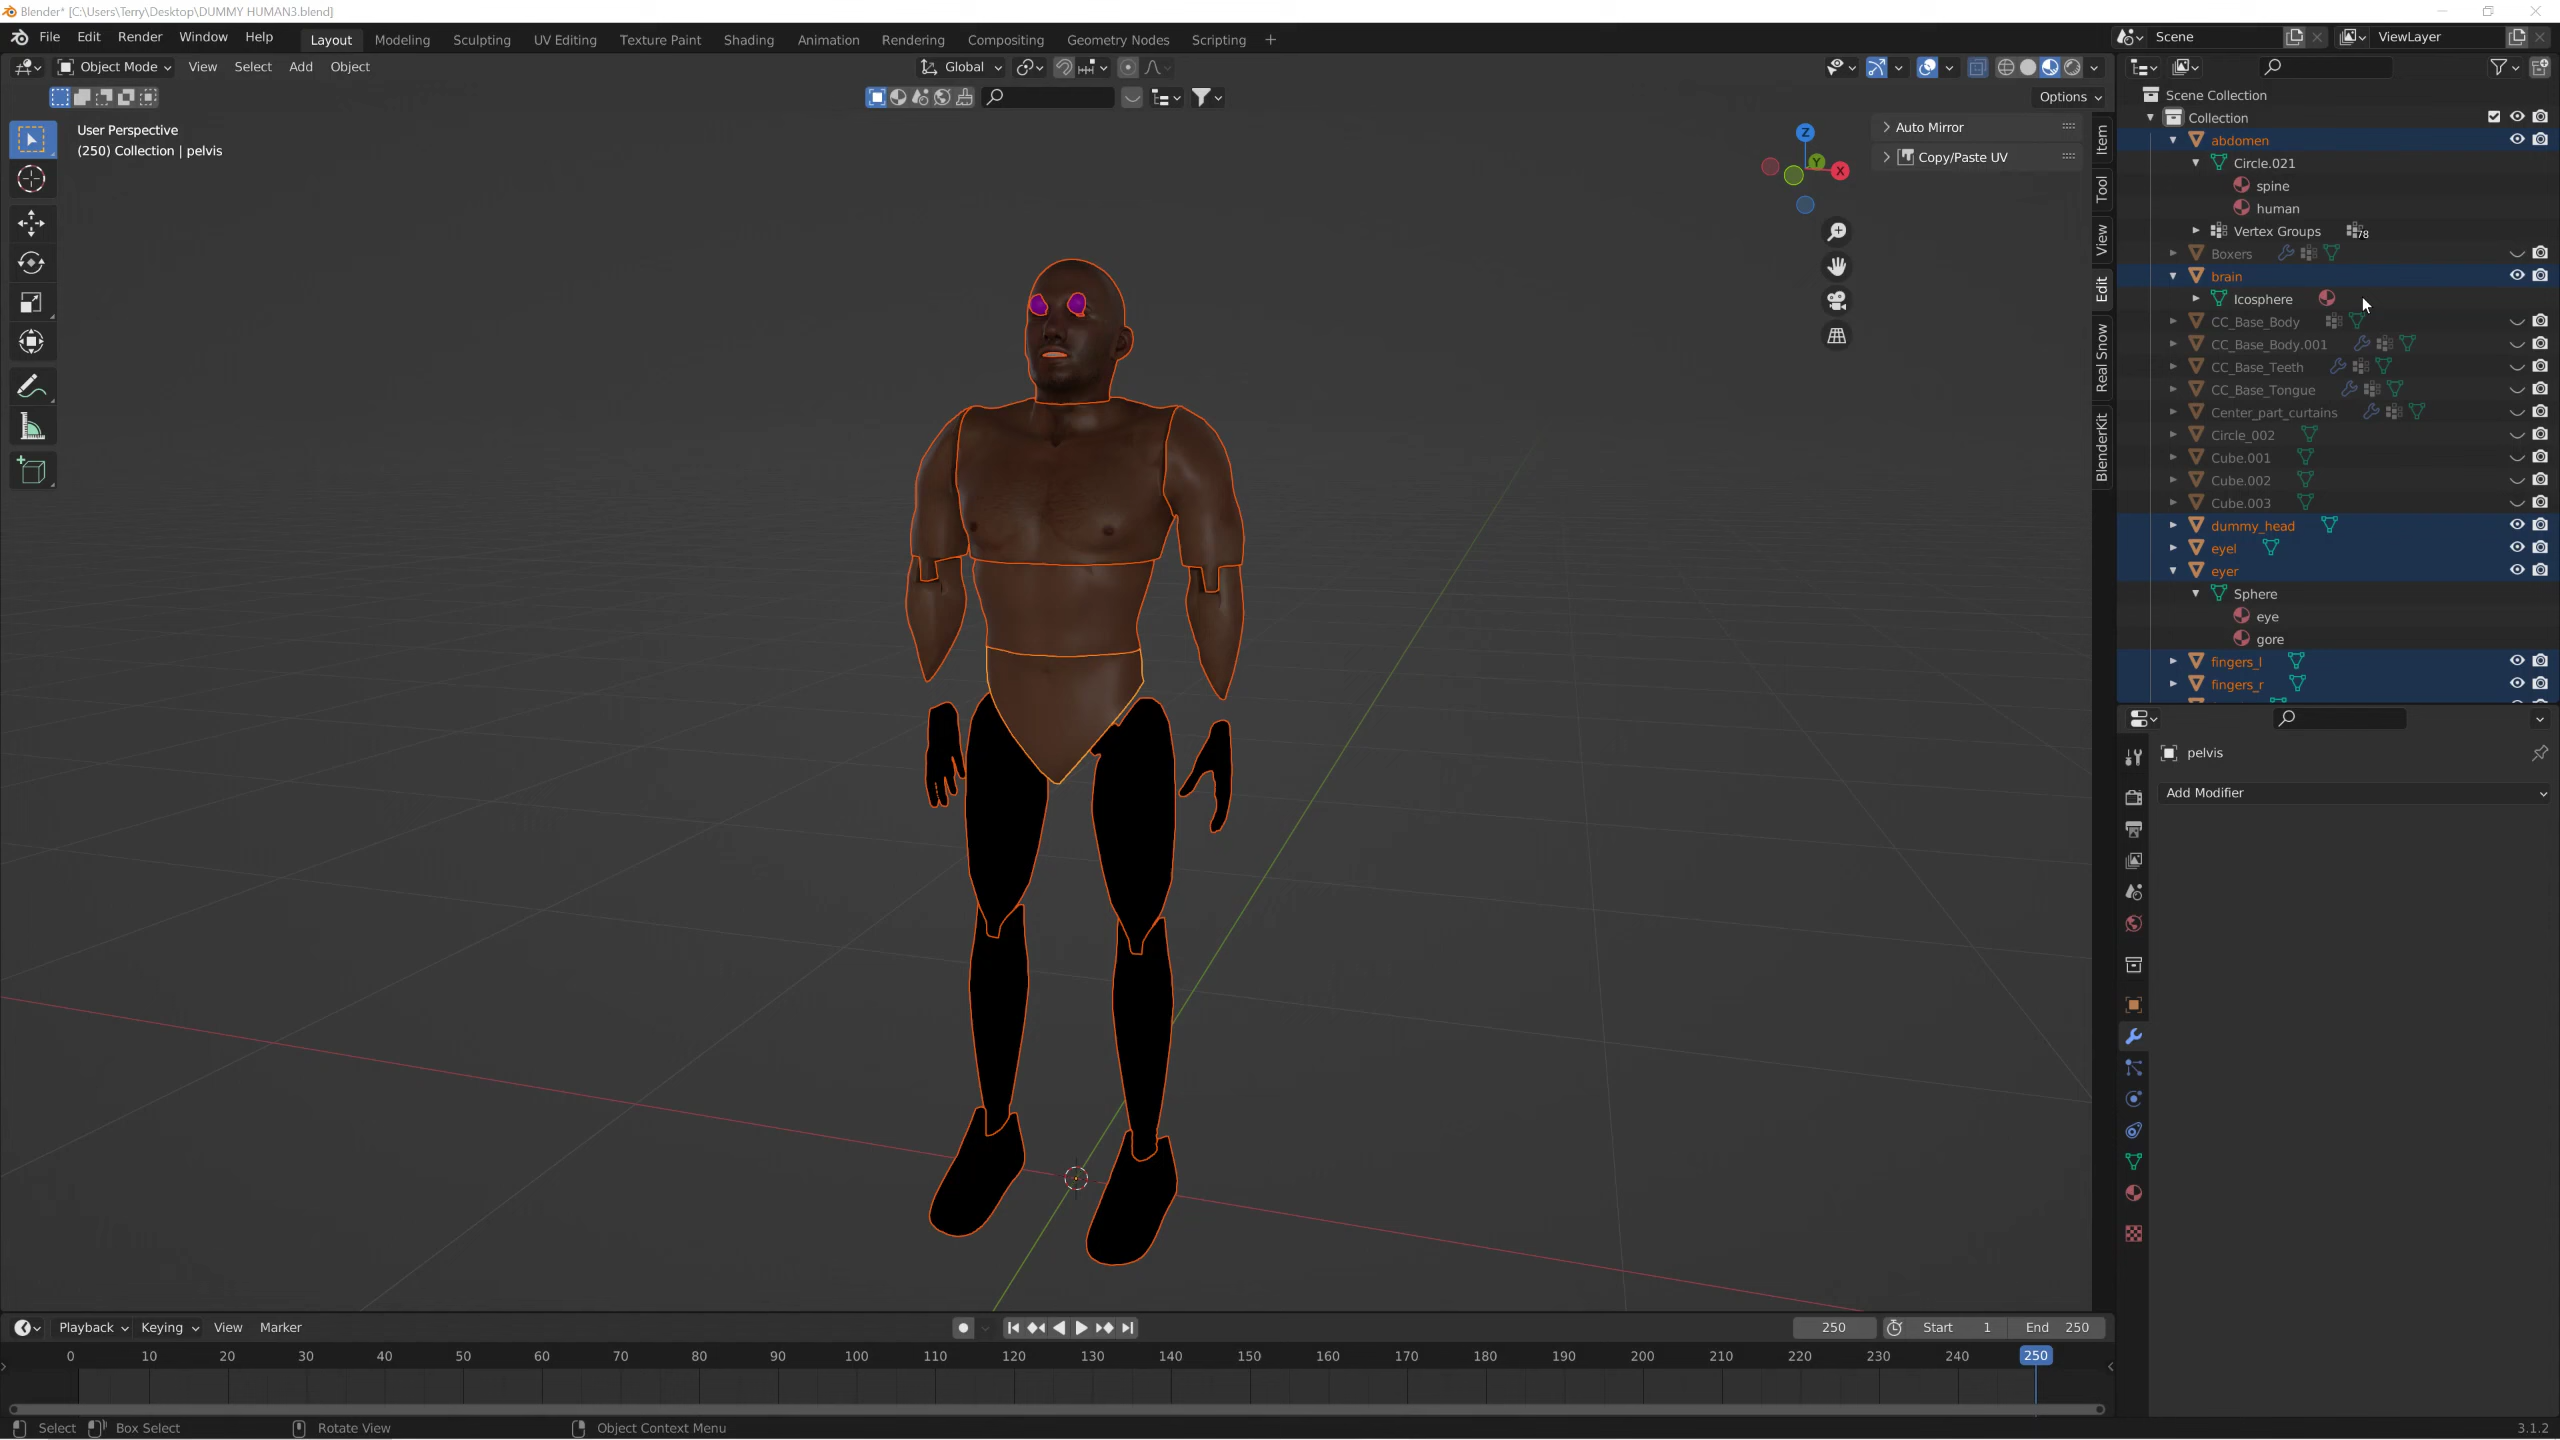 Blender* [C:\Users\Terry\Desktop\DUMMY HUMAN3.blend]
File Edit Render Window Help Layout Modeling Sculpting UV Editing Texture Paint Shading Animation Rendering Compositing Geometry Nodes Scripting + Scene ViewLayer
Object Mode View Select Add Object Global
Options
User Perspective
(250) Collection | pelvis
Z
Y
X
Auto Mirror
Copy/Paste UV
Item
Tool
View
Edit
Real Snow
BlenderKit
Scene Collection
Collection
abdomen
Circle.021
spine
human
Vertex Groups 78
Boxers
brain
Icosphere
CC_Base_Body
CC_Base_Body.001
CC_Base_Teeth
CC_Base_Tongue
Center_part_curtains
Circle_002
Cube.001
Cube.002
Cube.003
dummy_head
eyel
eyer
Sphere
eye
gore
fingers_l
fingers_r
pelvis
Add Modifier
Playback Keying View Marker 250 Start 1 End 250
0 10 20 30 40 50 60 70 80 90 100 110 120 130 140 150 160 170 180 190 200 210 220 230 240 250
Select Box Select Rotate View Object Context Menu 3.1.2